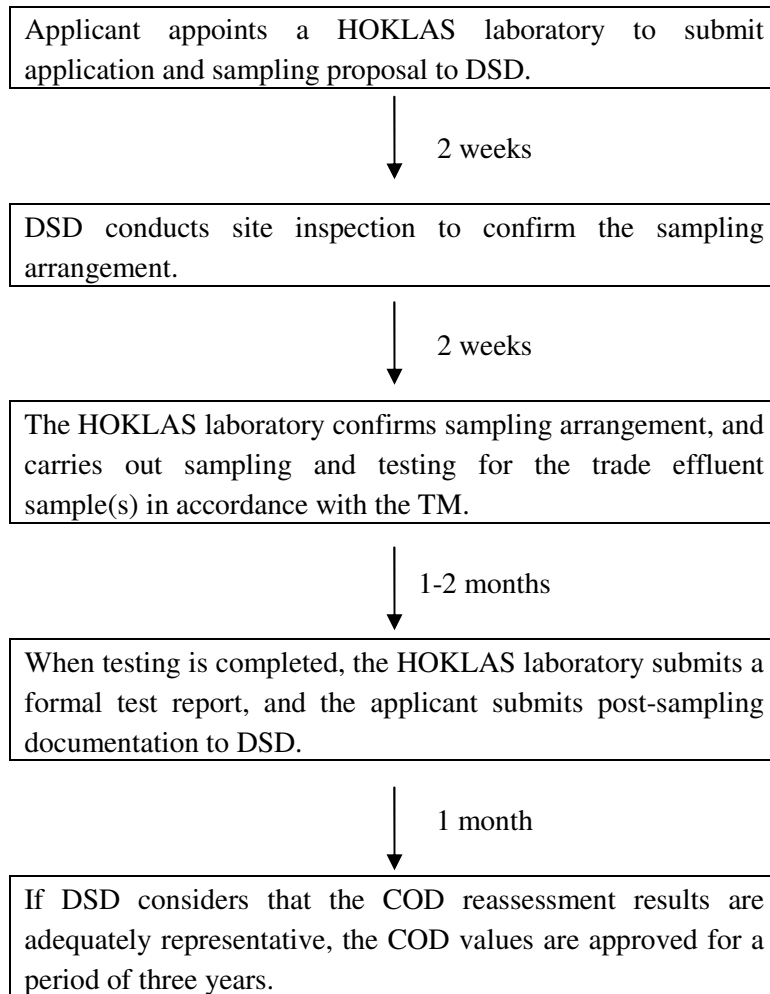 Applicant appoints a HOKLAS laboratory to submit
application and sampling proposal to DSD.
2 weeks
DSD conducts site inspection to confirm the sampling
arrangement.
2 weeks
The HOKLAS laboratory confirms sampling arrangement, and
carries out sampling and testing for the trade effluent
sample(s) in accordance with the TM.
1-2 months
When testing is completed, the HOKLAS laboratory submits a
formal test report, and the applicant submits post-sampling
documentation to DSD.
1 month
If DSD considers that the COD reassessment results are
adequately representative, the COD values are approved for a
period of three years.